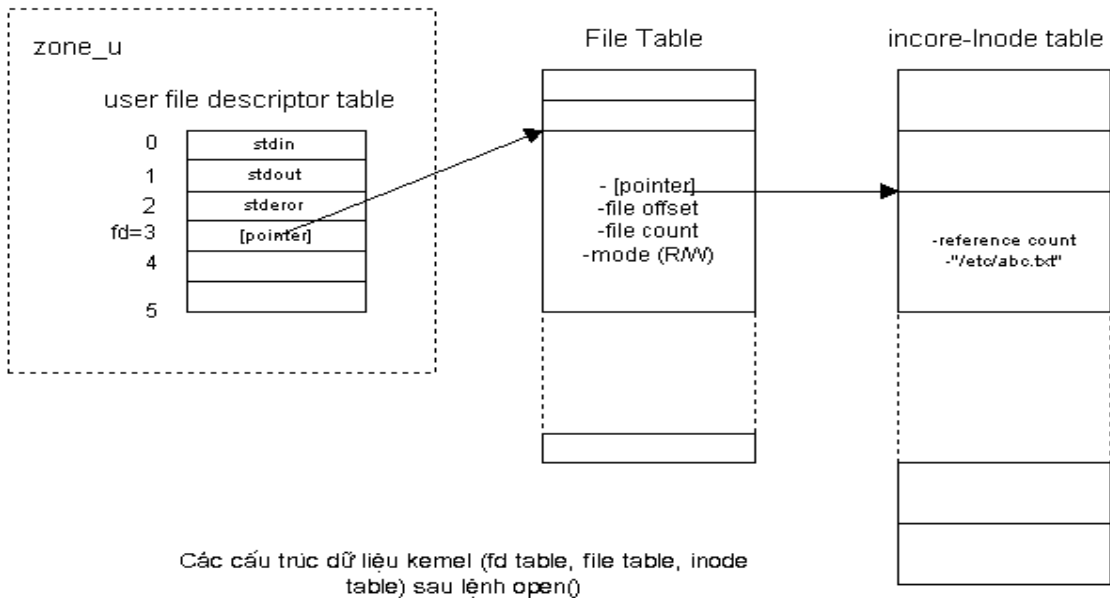 zone_u
user file descriptor table
0 stdin
1 stdout
2 stderor
fd=3 [pointer]
4
5
File Table
- [pointer]
-file offset
-file count
-mode (R/W)
incore-Inode table
-reference count
-"/etc/abc.txt"
Các cấu trúc dữ liệu kernel (fd table, file table, inode
table) sau lệnh open()